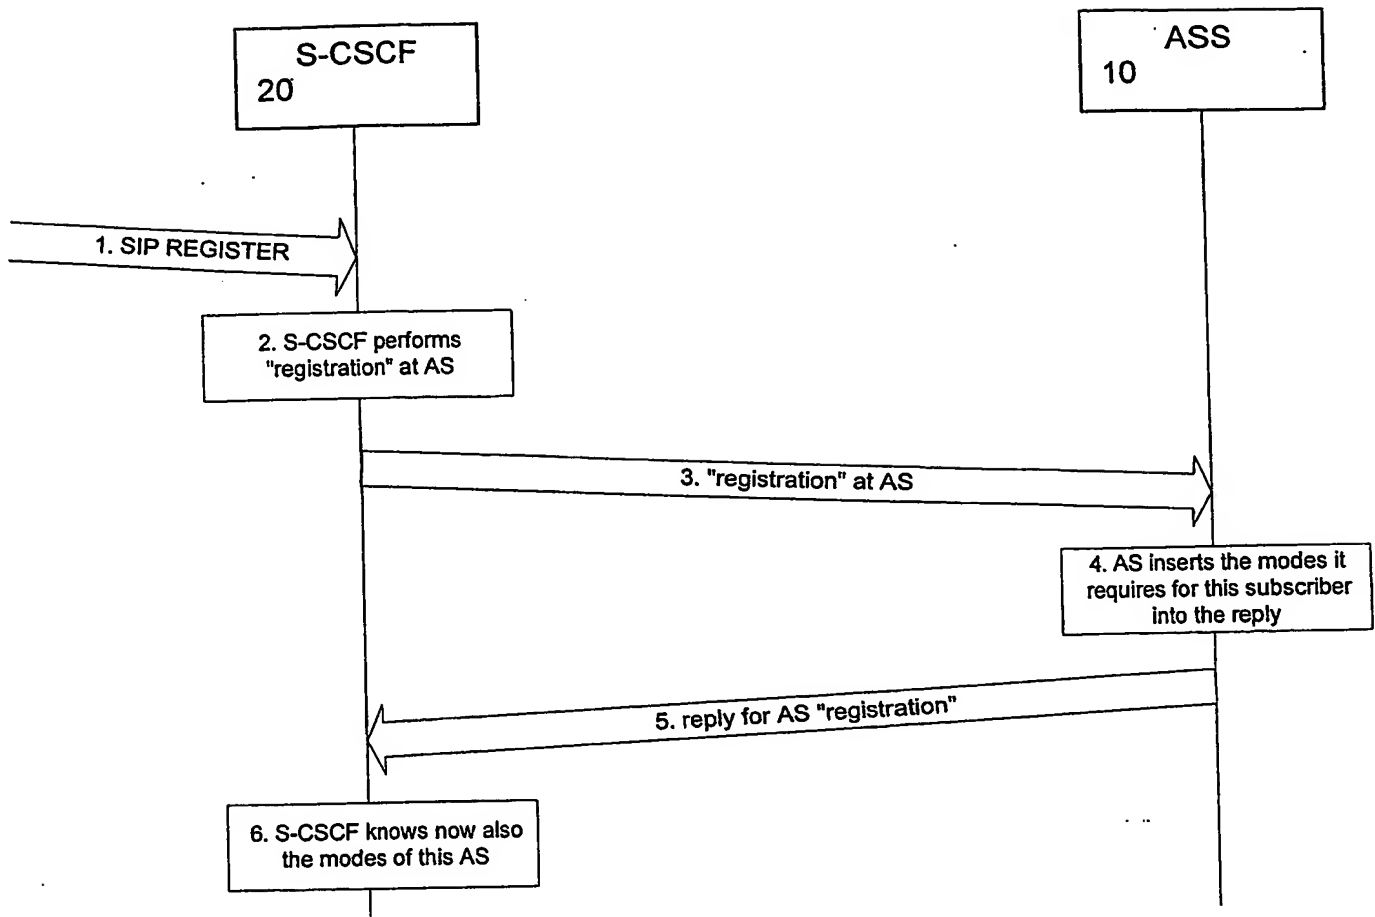 S-CSCF
20
ASS
10
1. SIP REGISTER
2. S-CSCF performs
"registration" at AS
3. "registration" at AS
4. AS inserts the modes it
requires for this subscriber
into the reply
5. reply for AS "registration"
6. S-CSCF knows now also
the modes of this AS